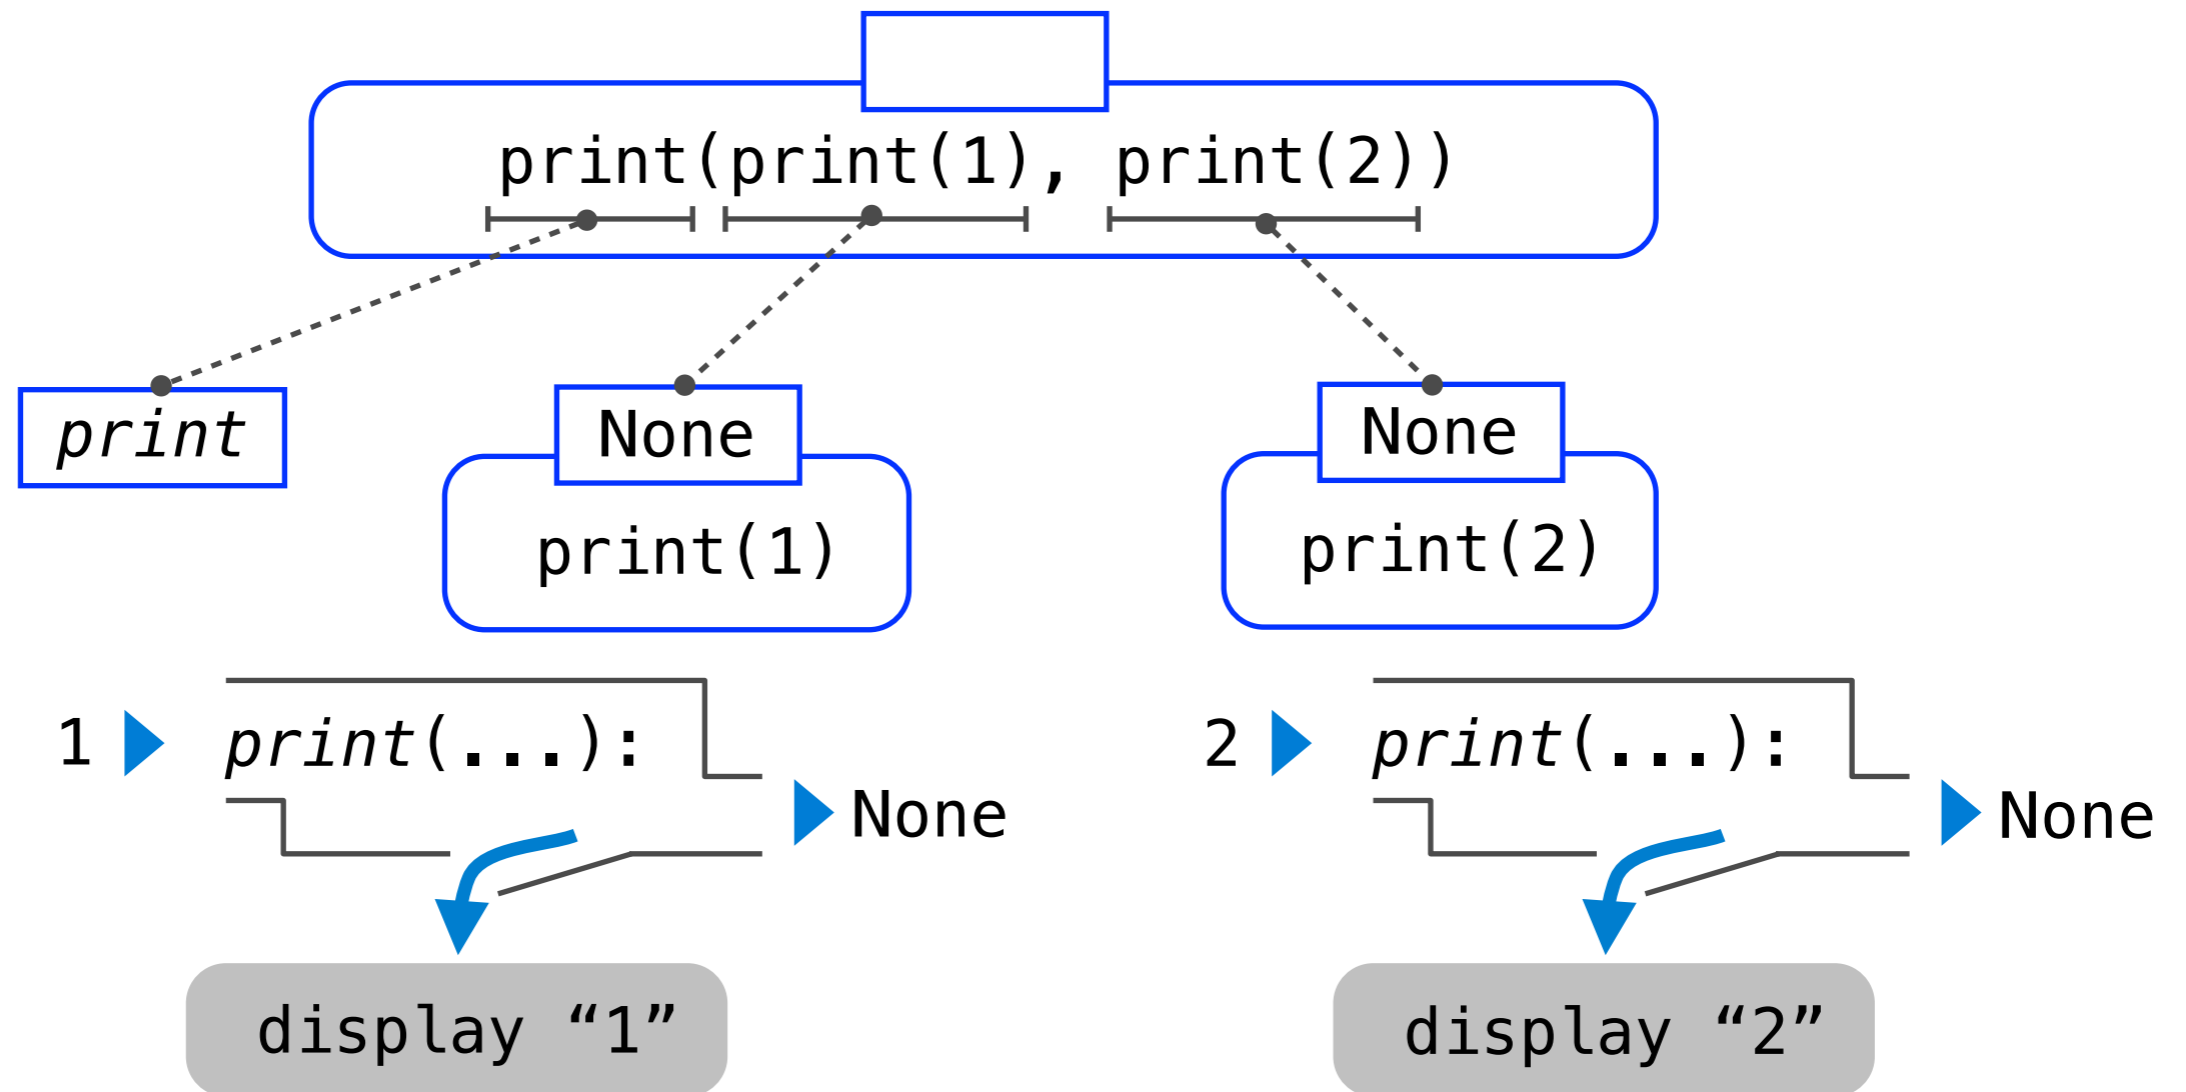 print(print(1), print(2))
print
None
None
print(1)
print(2)
1
print(...):
None
2
print(...):
None
display “1”
display “2”